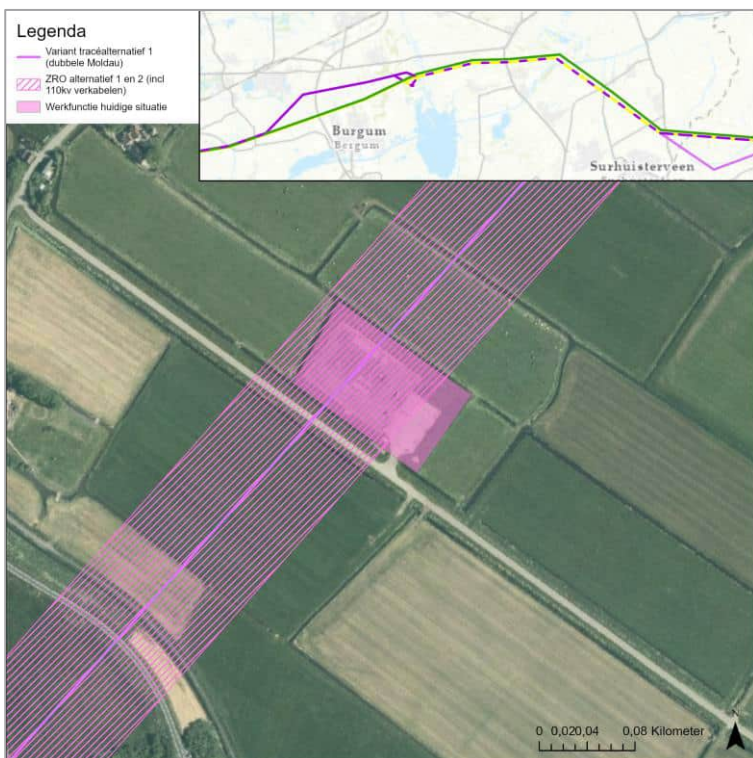 Legenda
Variant tracéalternatief 1
(dubbele Moldau)
ZRO alternatief 1 en 2 (incl
110kv verkabelen)
Werkfunctie huidige situatie
Burgum
Bergum
Surhuisterveen
N
0 0,020,04 0,08 Kilometer